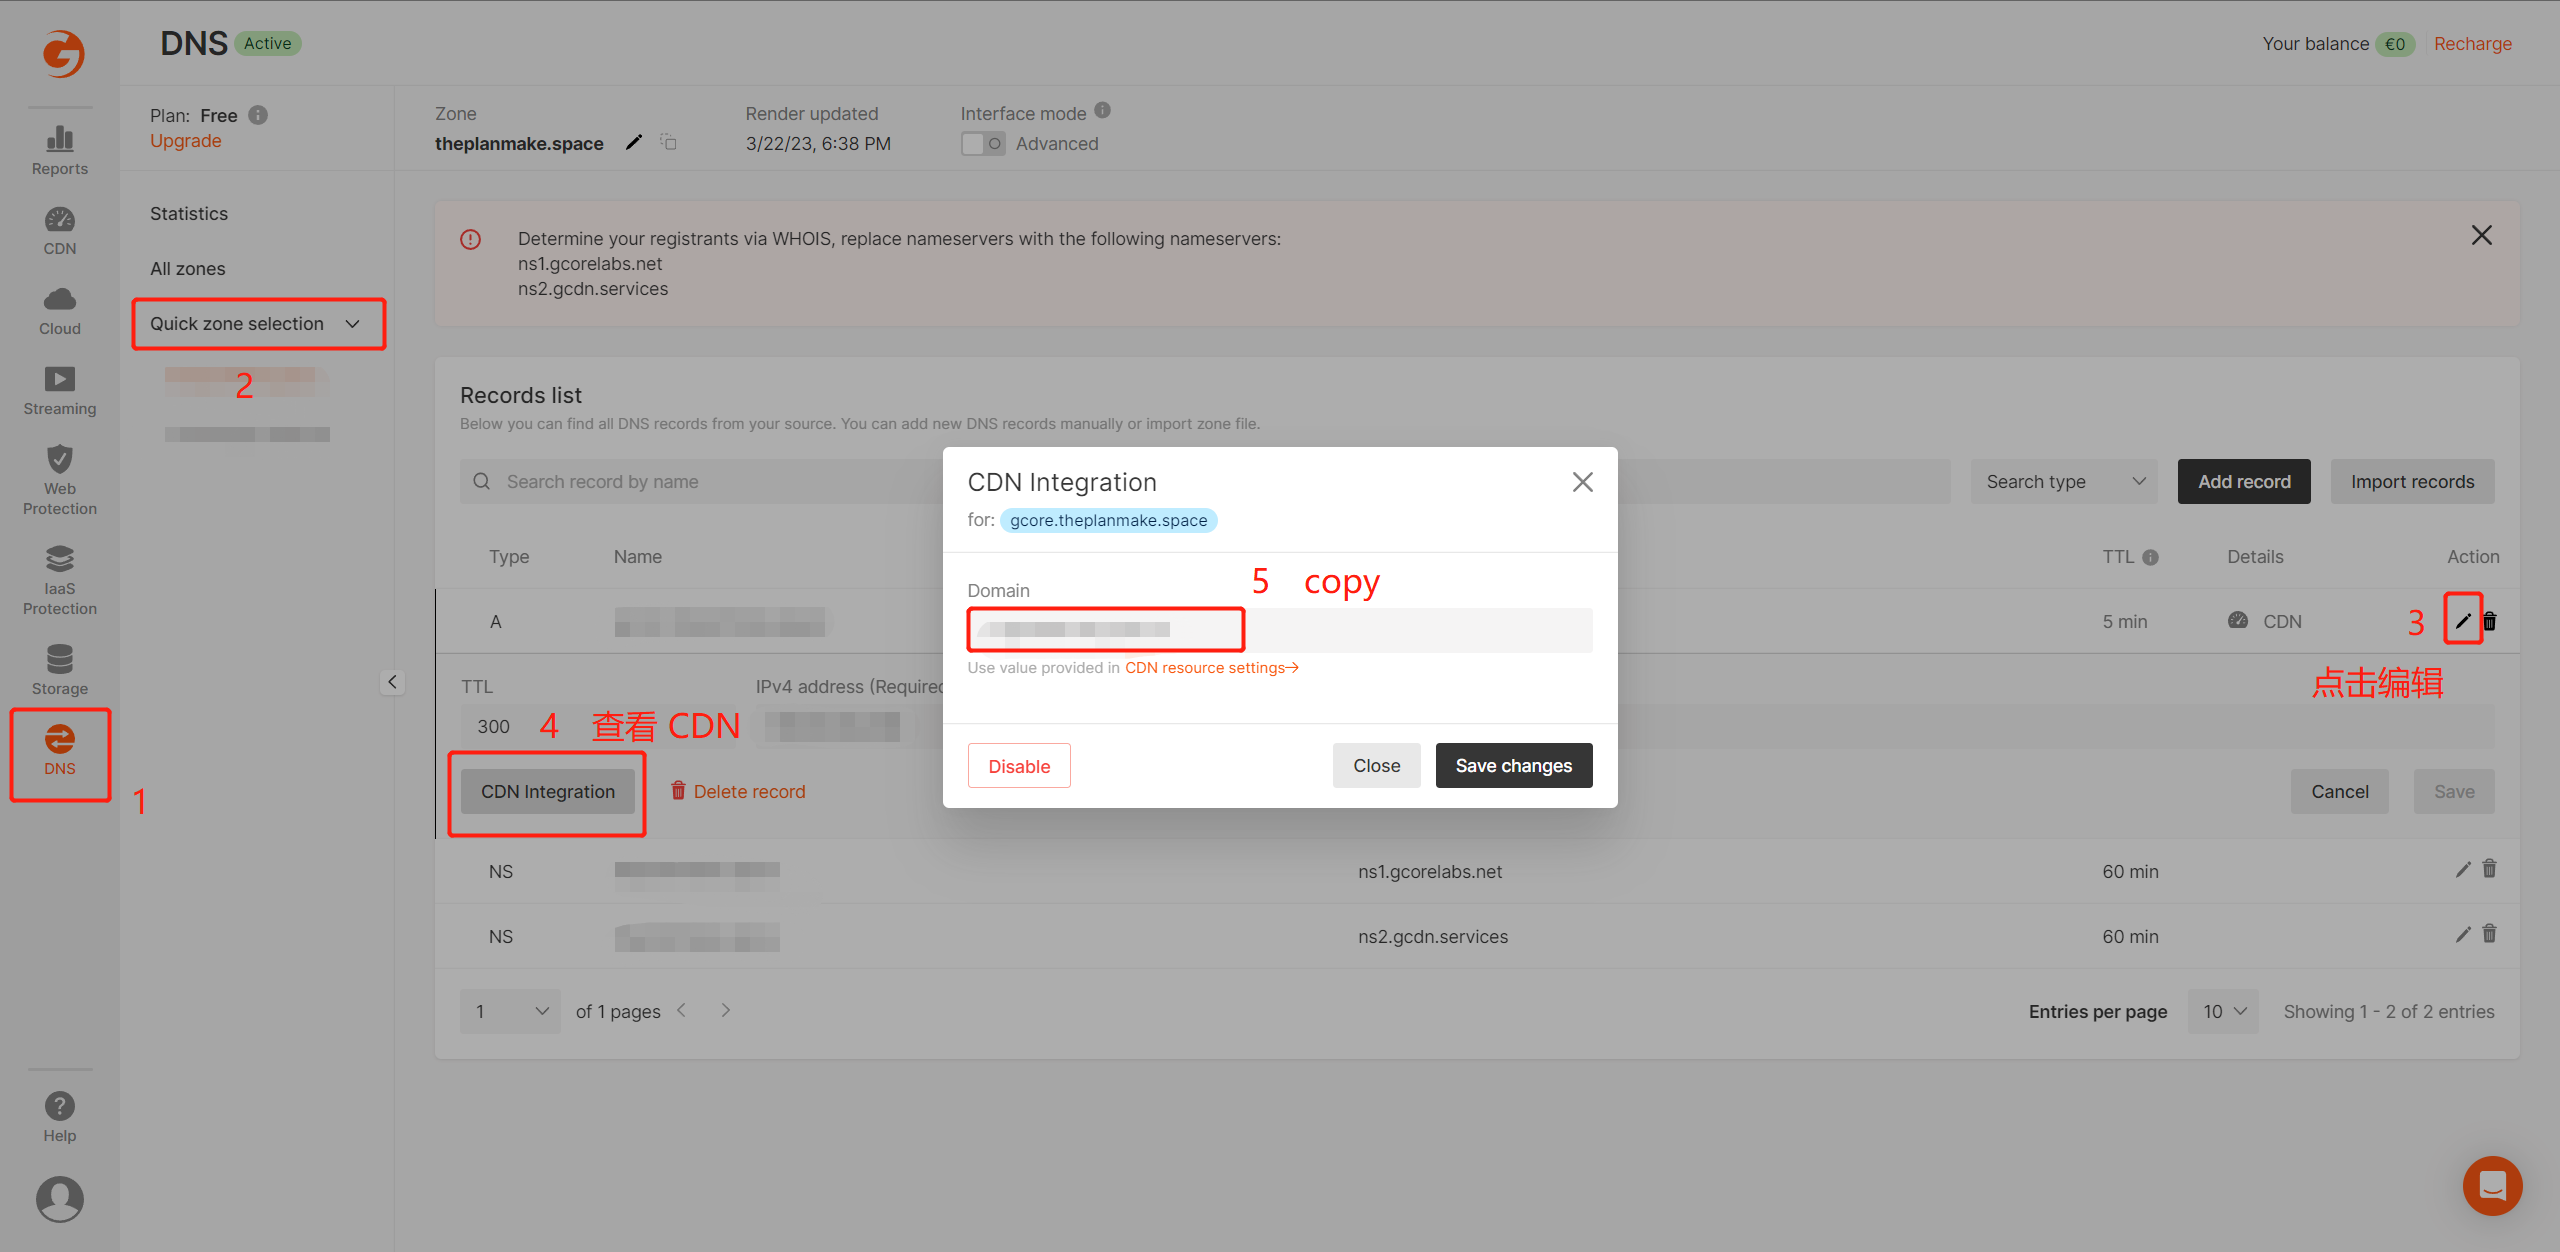 DNS Active
Your balance €0 Recharge
Plan: Free
Upgrade
Zone
theplanmake.space
Render updated
3/22/23, 6:38 PM
Interface mode
Advanced
Reports
CDN
Cloud
Streaming
Web
Protection
IaaS
Protection
Storage
DNS
1
Help
Statistics
All zones
Quick zone selection
2
Determine your registrants via WHOIS, replace nameservers with the following nameservers:
ns1.gcorelabs.net
ns2.gcdn.services
Records list
Below you can find all DNS records from your source. You can add new DNS records manually or import zone file.
Search record by name
Search type
Add record
Import records
Type Name TTL Details Action
A 5 min CDN
3
点击编辑
TTL
300
IPv4 address (Required
4 查看 CDN
CDN Integration
Delete record
Cancel
Save
CDN Integration
for: gcore.theplanmake.space
5 copy
Domain
Use value provided in CDN resource settings→
Disable
Close
Save changes
NS ns1.gcorelabs.net 60 min
NS ns2.gcdn.services 60 min
1 of 1 pages
Entries per page 10 Showing 1 - 2 of 2 entries